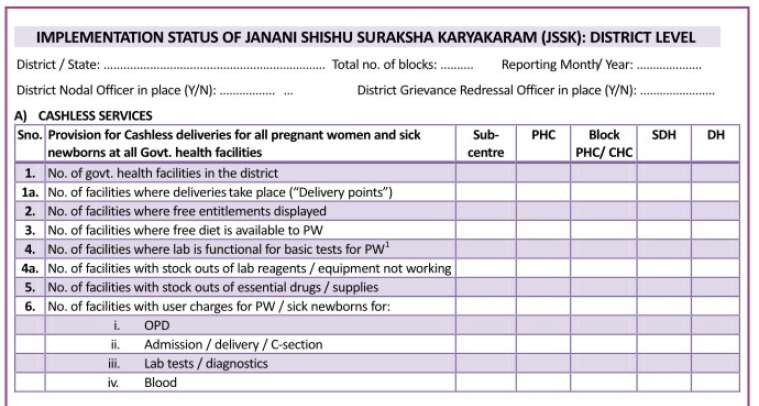 IMPLEMENTATION STATUS OF JANANI SHISHU SURAKSHA KARYAKARAM (JSSK): DISTRICT LEVEL
District / State: ................................................................... Total no. of blocks: .......... Reporting Month/ Year: ....................
District Nodal Officer in place (Y/N): ................. ... District Grievance Redressal Officer in place (Y/N): .......................
A) CASHLESS SERVICES
Sno. Provision for Cashless deliveries for all pregnant women and sick newborns at all Govt. health facilities Sub-centre PHC Block PHC/ CHC SDH DH
1. No. of govt. health facilities in the district
1a. No. of facilities where deliveries take place (“Delivery points”)
2. No. of facilities where free entitlements displayed
3. No. of facilities where free diet is available to PW
4. No. of facilities where lab is functional for basic tests for PW1
4a. No. of facilities with stock outs of lab reagents / equipment not working
5. No. of facilities with stock outs of essential drugs / supplies
6. No. of facilities with user charges for PW / sick newborns for:
i. OPD
ii. Admission / delivery / C-section
iii. Lab tests / diagnostics
iv. Blood